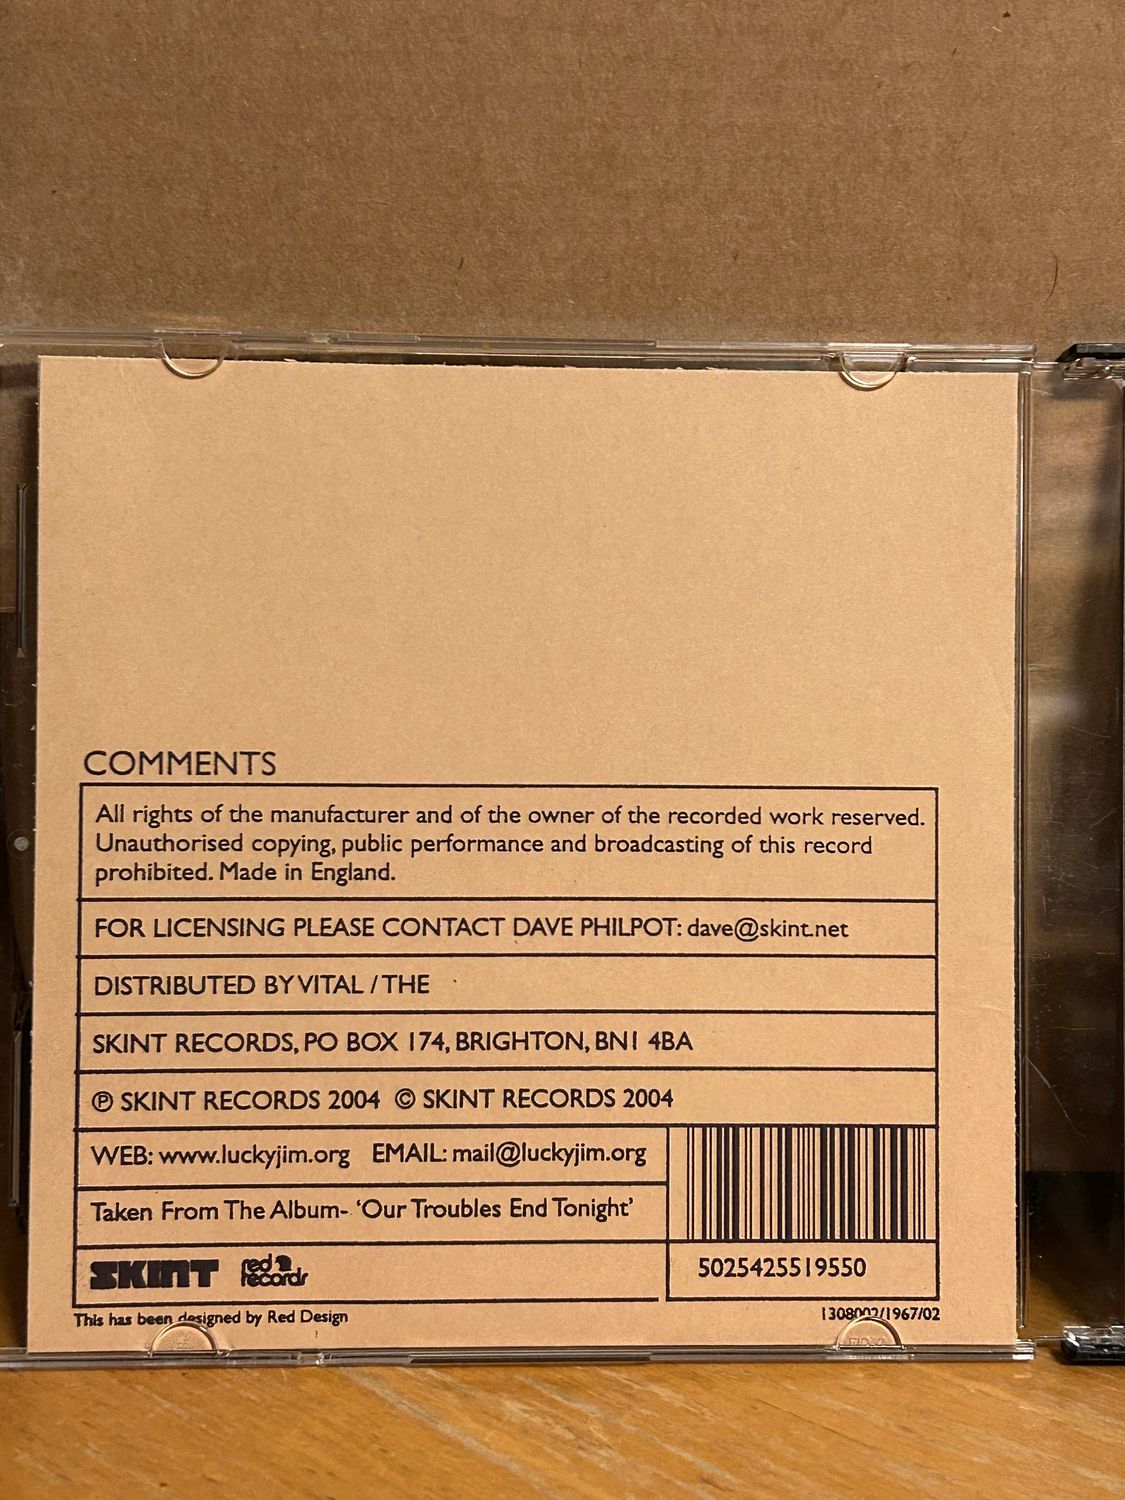 COMMENTS
All rights of the manufacturer and of the owner of the recorded work reserved.
Unauthorised copying, public performance and broadcasting of this record
prohibited. Made in England.
FOR LICENSING PLEASE CONTACT DAVE PHILPOT: dave@skint.net
DISTRIBUTED BY VITAL / THE
SKINT RECORDS, PO BOX 174, BRIGHTON, BN1 4BA
℗ SKINT RECORDS 2004 © SKINT RECORDS 2004
WEB: www.luckyjim.org EMAIL: mail@luckyjim.org
Taken From The Album- ‘Our Troubles End Tonight’
SKINT red records
5025425519550
This has been designed by Red Design
1308002/1967/02